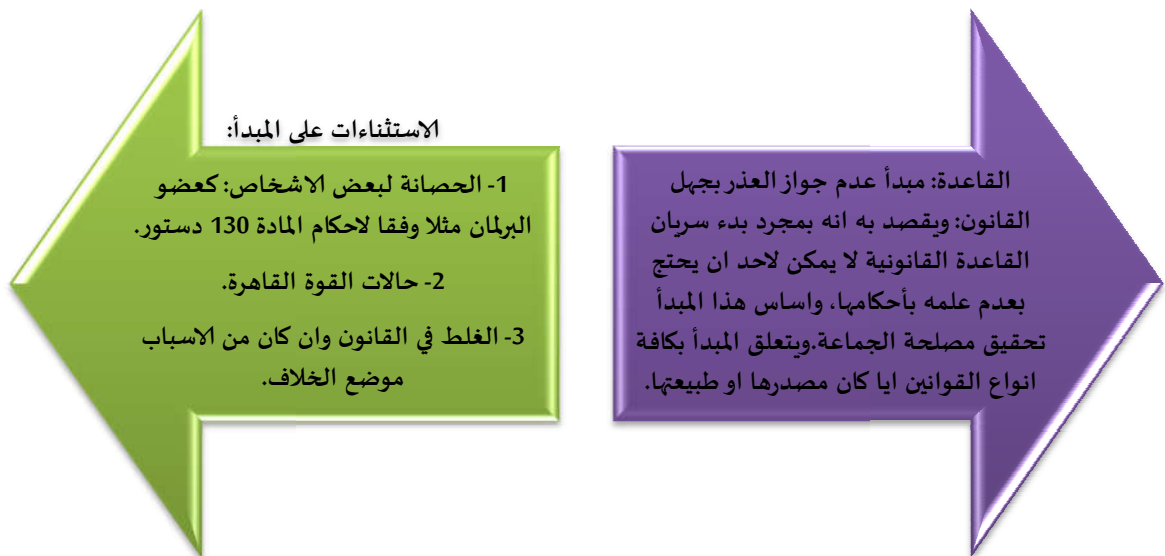 القاعدة: مبدأ عدم جواز العذر بجهل
القانون: ويقصد به انه بمجرد بدء سريان
القاعدة القانونية لا يمكن لاحد ان يحتج
بعدم علمه بأحكامها، واساس هذا المبدأ
تحقيق مصلحة الجماعة.ويتعلق المبدأ بكافة
انواع القوانين ايا كان مصدرها او طبيعتها.
الاستثناءات على المبدأ:
1- الحصانة لبعض الاشخاص: كعضو
البرلمان مثلا وفقا لاحكام المادة 130 دستور.
2- حالات القوة القاهرة.
3- الغلط في القانون وان كان من الاسباب
موضع الخلاف.